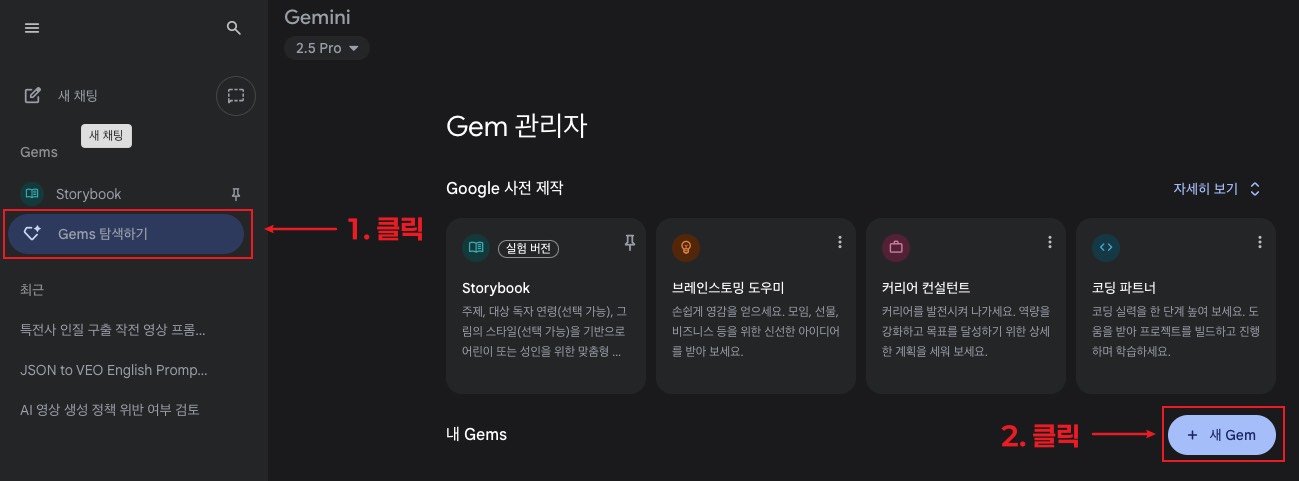 Gemini
2.5 Pro
새 채팅
새 채팅
Gems
Storybook
Gems 탐색하기
1. 클릭
최근
특전사 인질 구출 작전 영상 프롬...
JSON to VEO English Promp...
AI 영상 생성 정책 위반 여부 검토
Gem 관리자
Google 사전 제작
자세히 보기
실험 버전
Storybook
주제, 대상 독자 연령(선택 가능), 그
림의 스타일(선택 가능)을 기반으로
어린이 또는 성인을 위한 맞춤형 ...
브레인스토밍 도우미
손쉽게 영감을 얻으세요. 모임, 선물,
비즈니스 등을 위한 신선한 아이디어
를 받아 보세요.
커리어 컨설턴트
커리어를 발전시켜 나가세요. 역량을
강화하고 목표를 달성하기 위한 상세
한 계획을 세워 보세요.
코딩 파트너
코딩 실력을 한 단계 높여 보세요. 도
움을 받아 프로젝트를 빌드하고 진행
하며 학습하세요.
내 Gems
2. 클릭
+ 새 Gem